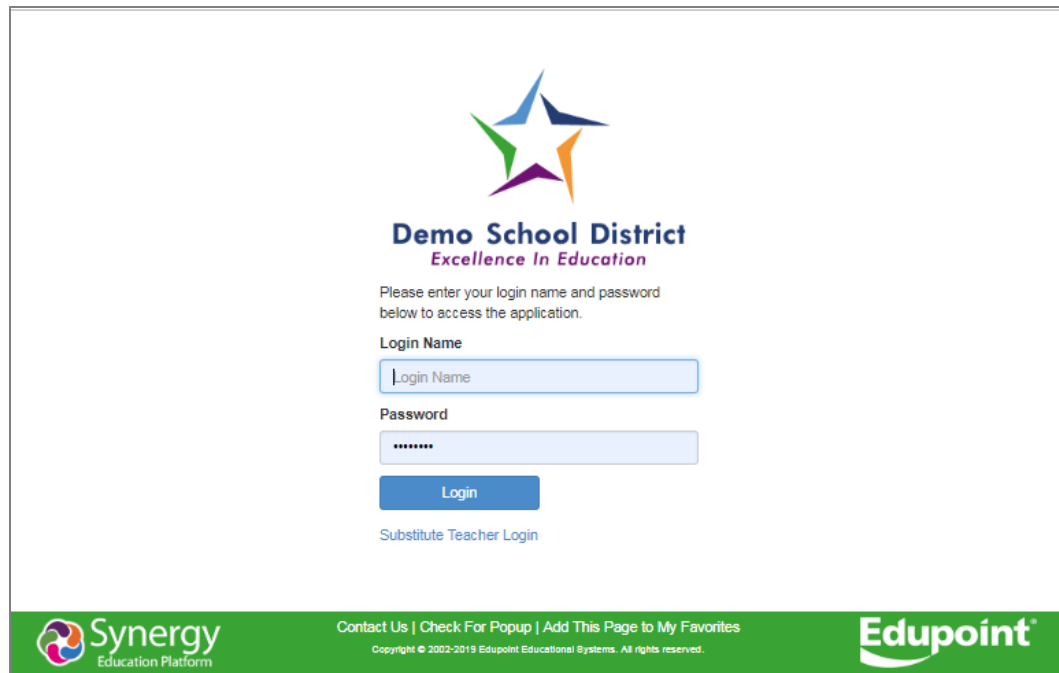 Demo School District
Excellence In Education
Please enter your login name and password
below to access the application.
Login Name
Login Name
Password
••••••••
Login
Substitute Teacher Login
Synergy
Education Platform
Contact Us | Check For Popup | Add This Page to My Favorites
Copyright © 2002-2019 Edupoint Educational Systems. All rights reserved.
Edupoint®